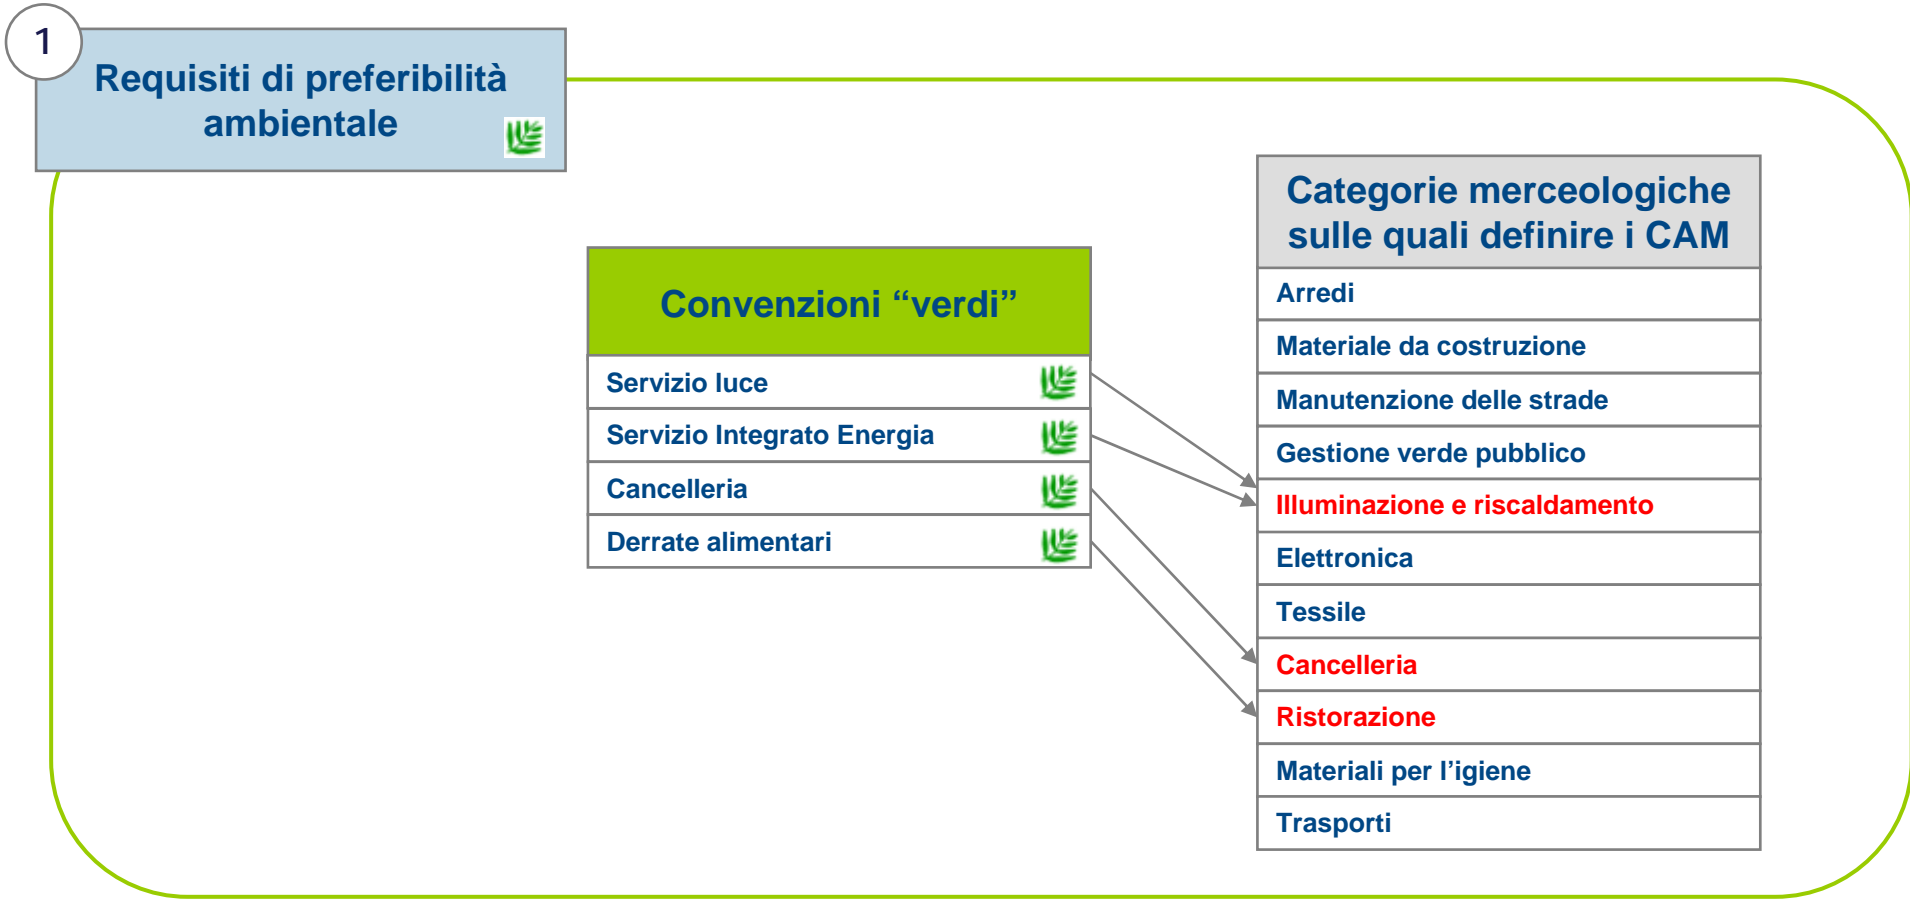 1
Requisiti di preferibilità
ambientale
Convenzioni “verdi”
Servizio luce
Servizio Integrato Energia
Cancelleria
Derrate alimentari
Categorie merceologiche
sulle quali definire i CAM
Arredi
Materiale da costruzione
Manutenzione delle strade
Gestione verde pubblico
Illuminazione e riscaldamento
Elettronica
Tessile
Cancelleria
Ristorazione
Materiali per l’igiene
Trasporti